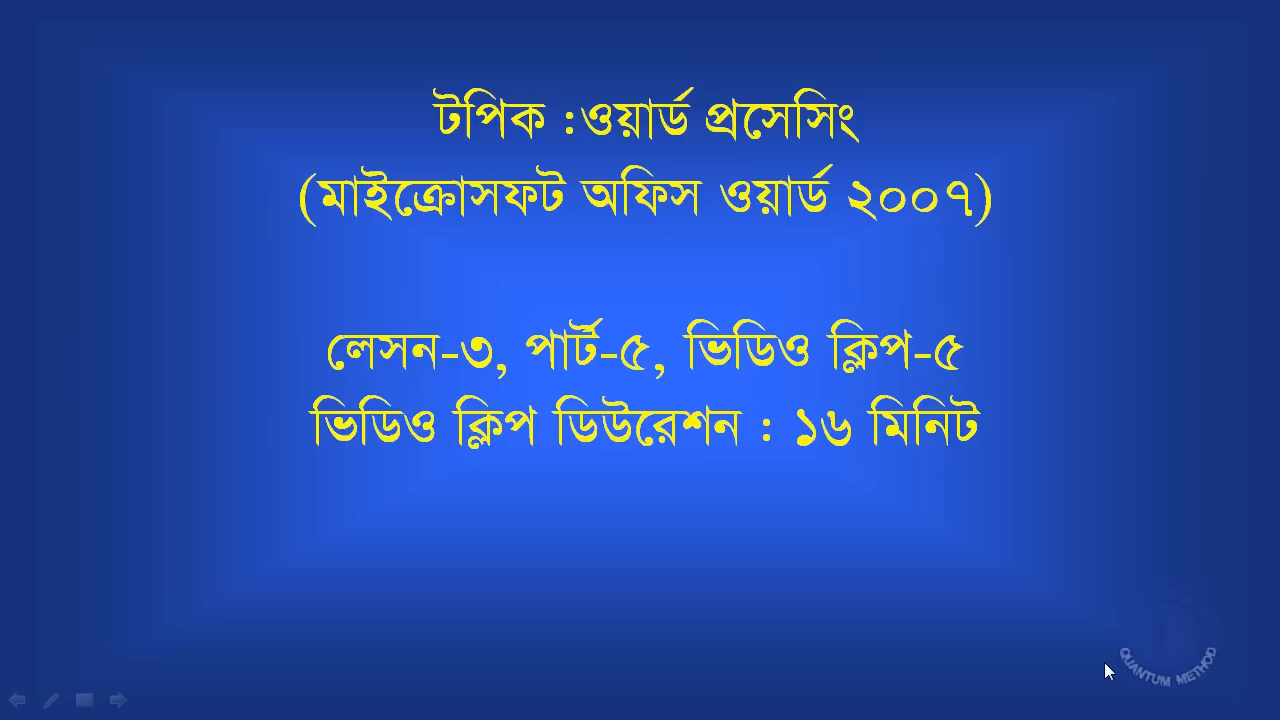 টপিক :ওয়ার্ড প্রসেসিং
(মাইক্রোসফট অফিস ওয়ার্ড ২০০৭)
লেসন-৩, পার্ট-৫, ভিডিও ক্লিপ-৫
ভিডিও ক্লিপ ডিউরেশন : ১৬ মিনিট
QUANTUM METHOD